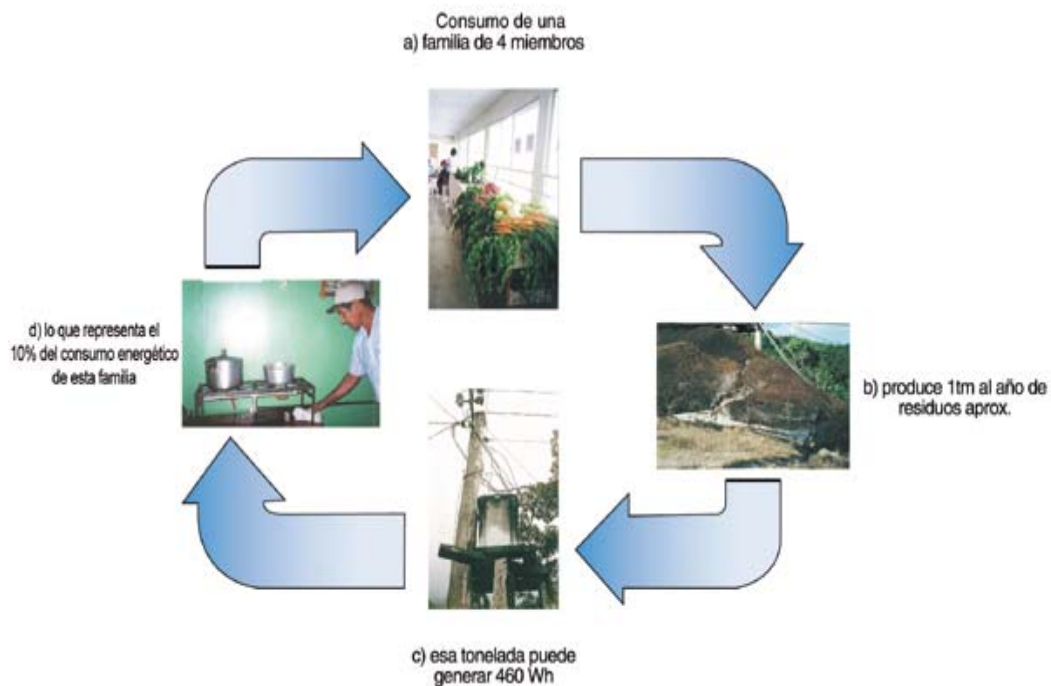 Consumo de una
a) familia de 4 miembros
b) produce 1tm al año de
residuos aprox.
c) esa tonelada puede
generar 460 Wh
d) lo que representa el
10% del consumo energético
de esta familia